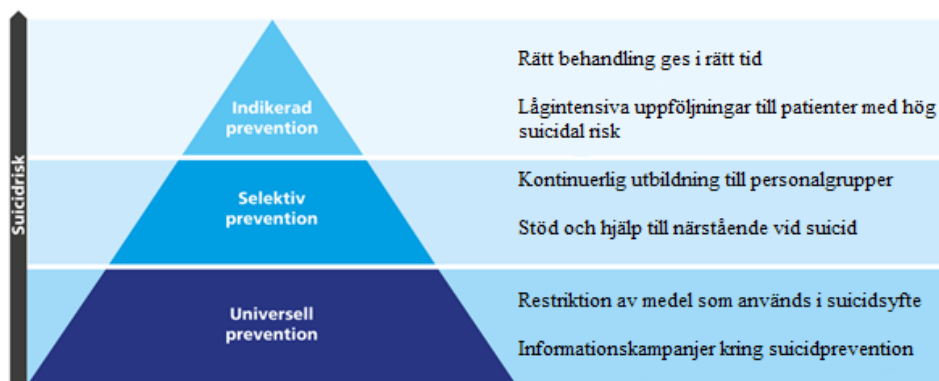 Suicidrisk
Indikerad
prevention
Rätt behandling ges i rätt tid
Lågintensiva uppföljningar till patienter med hög
suicidal risk
Selektiv
prevention
Kontinuerlig utbildning till personalgrupper
Stöd och hjälp till närstående vid suicid
Universell
prevention
Restriktion av medel som används i suicidsyfte
Informationskampanjer kring suicidprevention